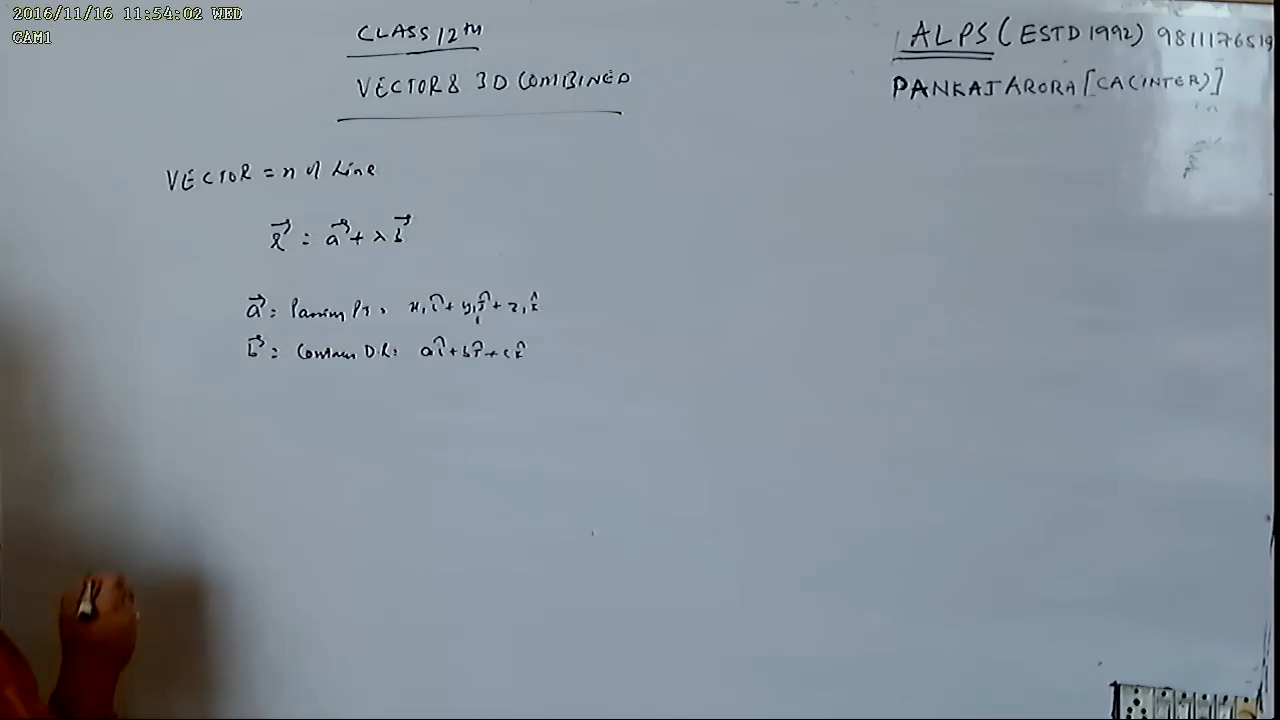 2016/11/16 11:54:02 WED
CAM1
CLASS 12TH
VECTOR & 3D COMBINED
ALPS (ESTD 1992) 9811176519
PANKAJ ARORA [CA(INTER)]
VECTOR = n of Line
r⃗ = a⃗ + λ b⃗
a⃗ = Passing Pt. x₁î + y₁ĵ + z₁k̂
b⃗ = Contains D.R. aî + bĵ + ck̂